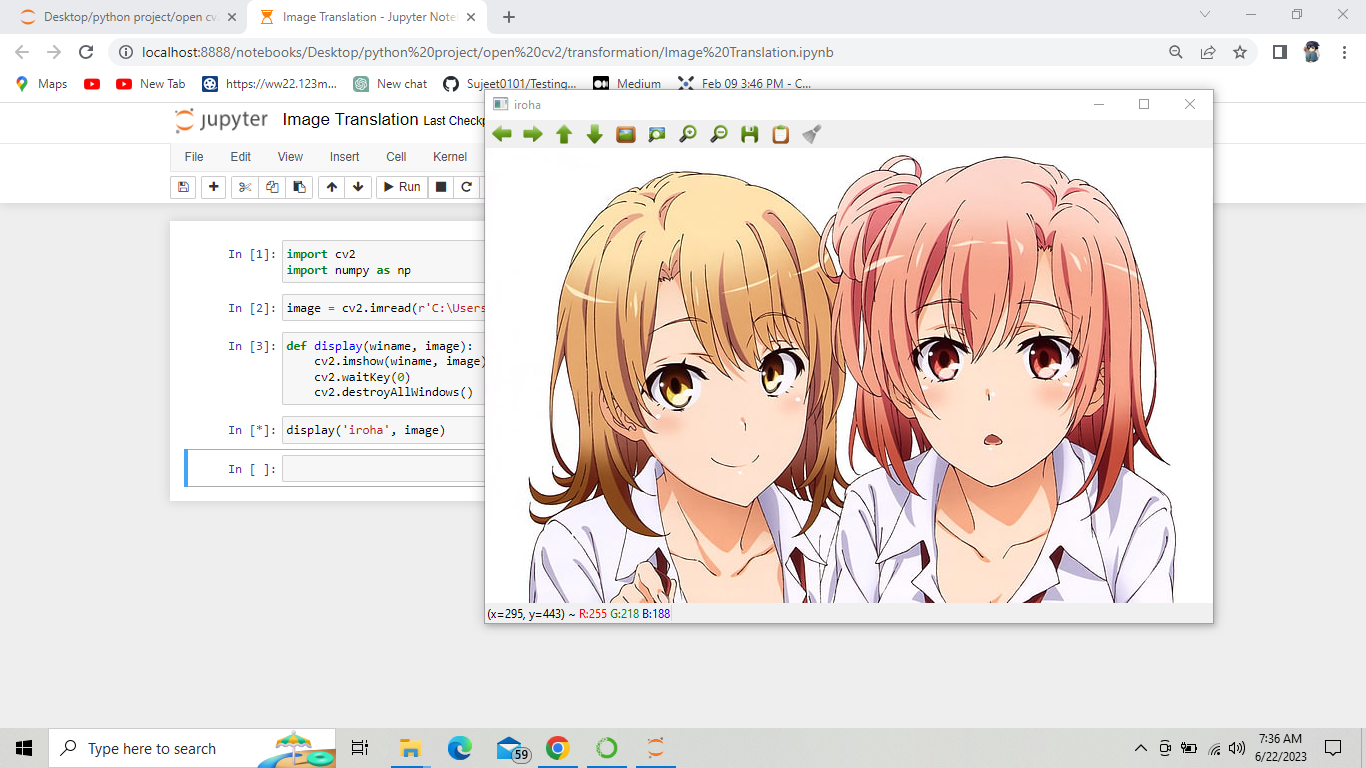 Desktop/python project/open cv
Image Translation - Jupyter Note
localhost:8888/notebooks/Desktop/python%20project/open%20cv2/transformation/Image%20Translation.ipynb
Maps
New Tab
https://ww22.123m...
New chat
Sujeet0101/Testing...
Medium
Feb 09 3:46 PM - C...
iroha
jupyter Image Translation Last Checkp
File Edit View Insert Cell Kernel
Run
In [1]: import cv2
import numpy as np
In [2]: image = cv2.imread(r'C:\Users
In [3]: def display(winame, image):
cv2.imshow(winame, image)
cv2.waitKey(0)
cv2.destroyAllWindows()
In [*]: display('iroha', image)
In [ ]:
(x=295, y=443) ~ R:255 G:218 B:188
Type here to search
59
7:36 AM
6/22/2023